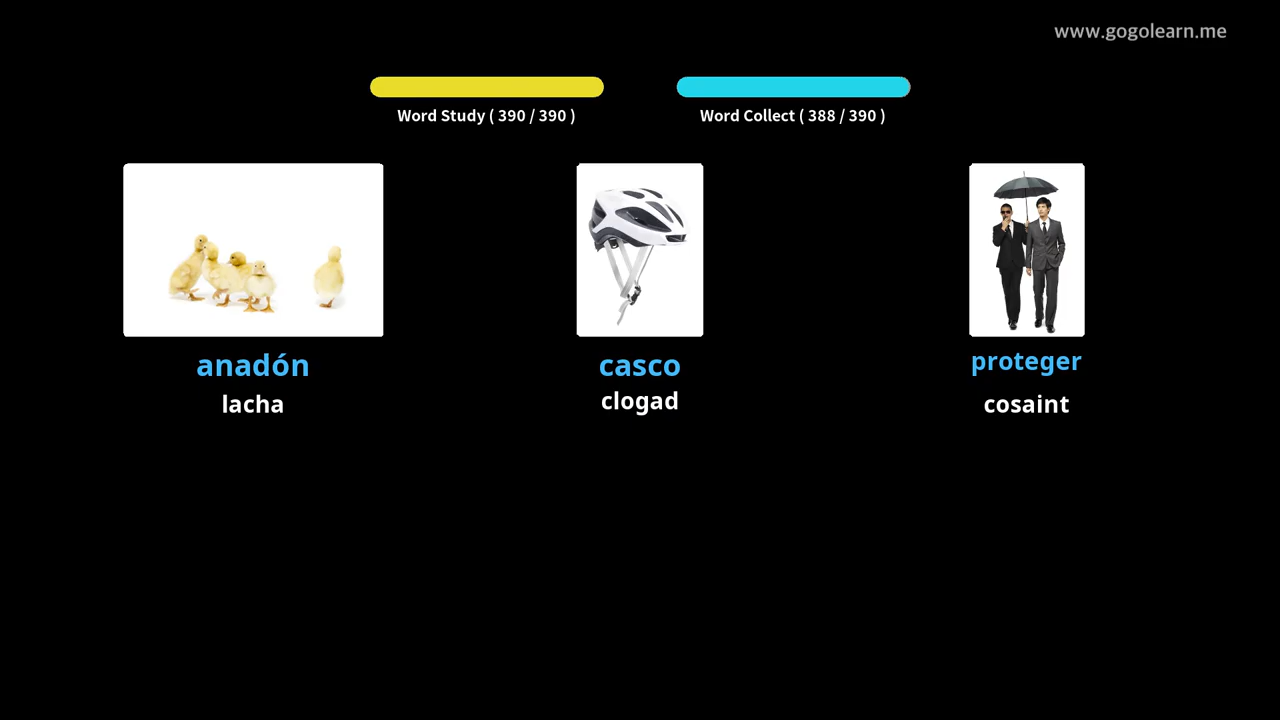 www.gogolearn.me
Word Study ( 390 / 390 )
Word Collect ( 388 / 390 )
anadón
casco
proteger
lacha
clogad
cosaint